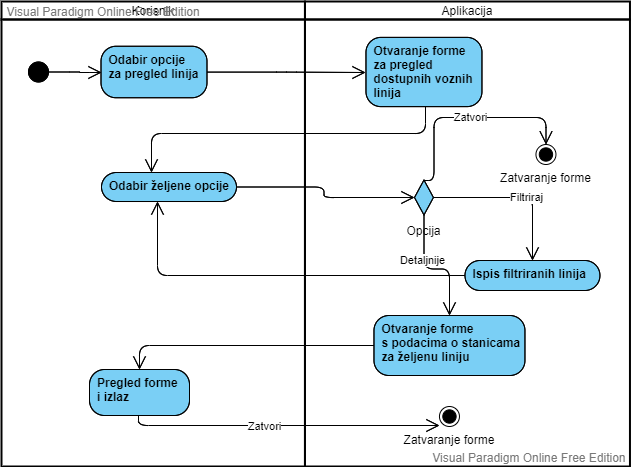 Visual Paradigm Online Free Edition
Korisnik
Aplikacija
Odabir opcije
za pregled linija
Otvaranje forme
za pregled
dostupnih voznih
linija
Zatvori
Zatvaranje forme
Odabir željene opcije
Filtriraj
Opcija
Detaljnije
Ispis filtriranih linija
Otvaranje forme
s podacima o stanicama
za željenu liniju
Pregled forme
i izlaz
Zatvori
Zatvaranje forme
Visual Paradigm Online Free Edition